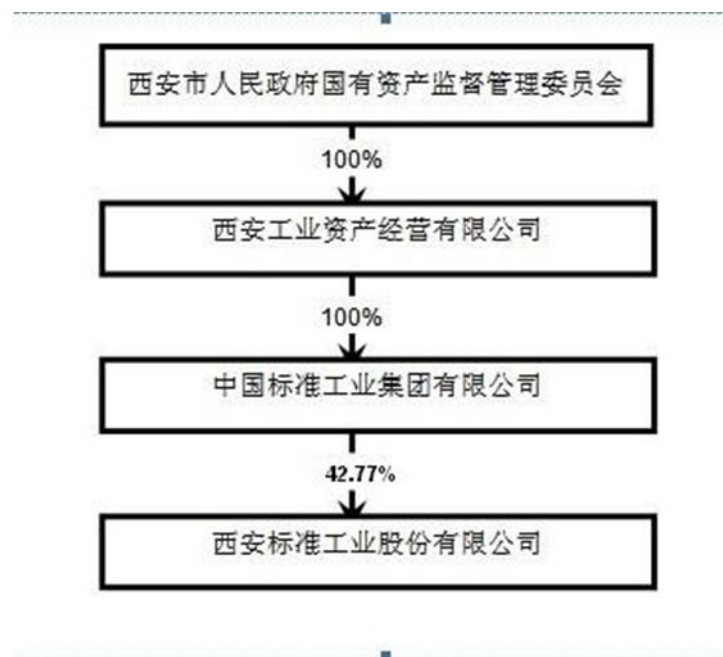 西安市人民政府国有资产监督管理委员会
100%
西安工业资产经营有限公司
100%
中国标准工业集团有限公司
42.77%
西安标准工业股份有限公司